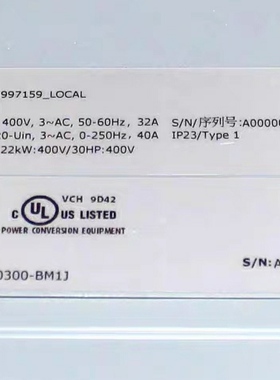 997159_LOCAL
400V, 3~AC, 50-60Hz, 32A
0-Uin, 3~AC, 0-250Hz, 40A
22kW:400V/30HP:400V
S/N/序列号:A0000
IP23/Type 1
VCH 9D42
C UL US LISTED
POWER CONVERSION EQUIPMENT
0300-BM1J
S/N:A